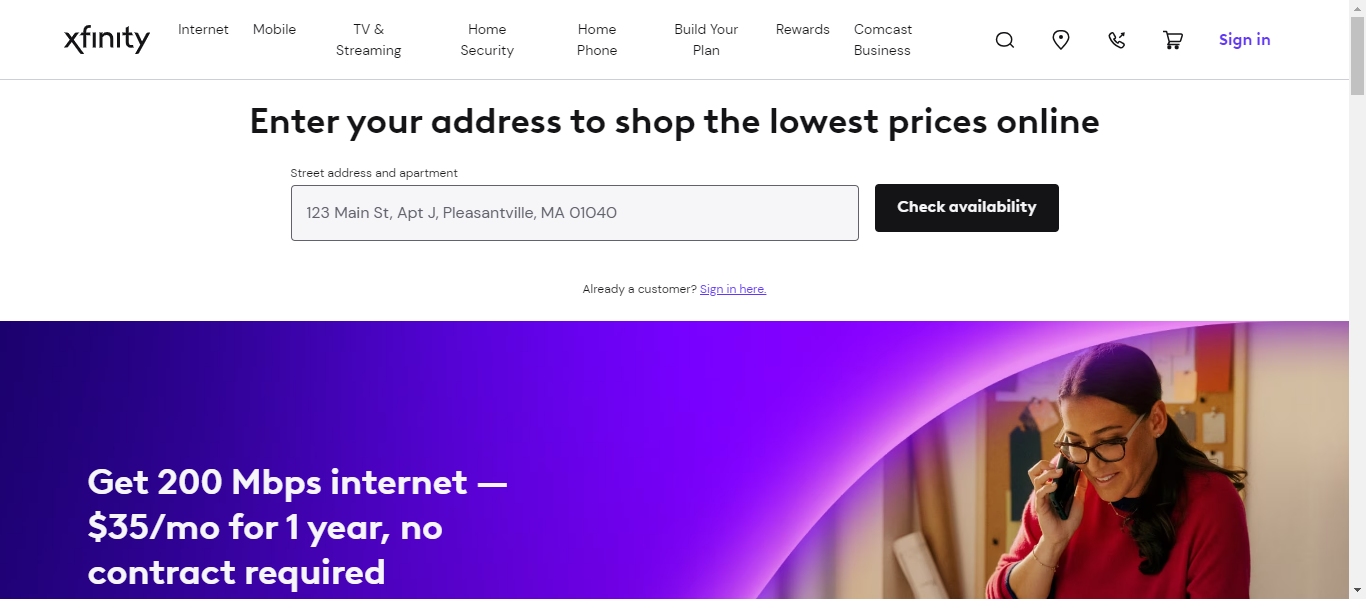 xfinity
Internet
Mobile
TV &
Streaming
Home
Security
Home
Phone
Build Your
Plan
Rewards
Comcast
Business
Sign in
Enter your address to shop the lowest prices online
Street address and apartment
123 Main St, Apt J, Pleasantville, MA 01040
Check availability
Already a customer? Sign in here.
Get 200 Mbps internet —
$35/mo for 1 year, no
contract required